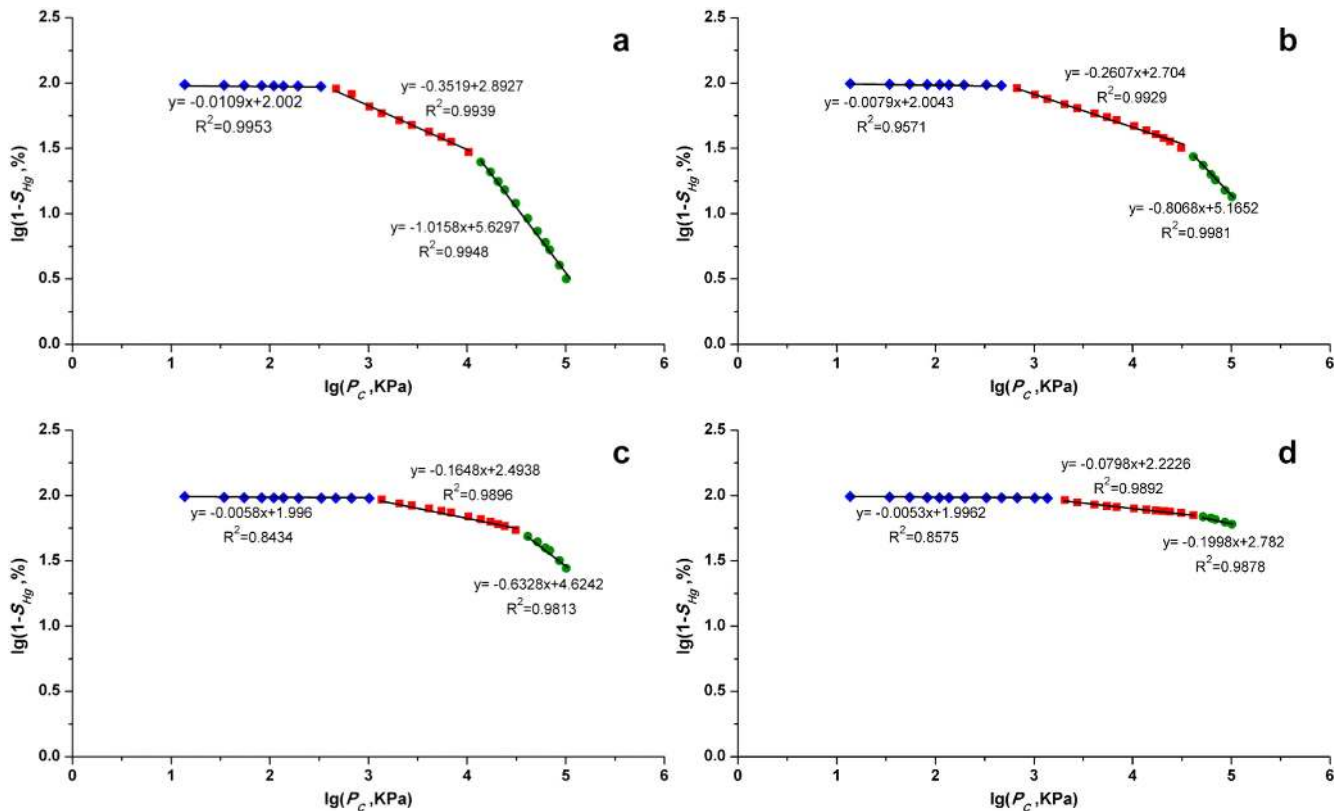 a
2.5
2.0
1.5
1.0
0.5
0.0
lg(1-S_Hg,%)
y= -0.0109x+2.002
R²=0.9953
y= -0.3519+2.8927
R²=0.9939
y= -1.0158x+5.6297
R²=0.9948
0 1 2 3 4 5 6
lg(P_C,KPa)
b
2.5
2.0
1.5
1.0
0.5
0.0
lg(1-S_Hg,%)
y= -0.0079x+2.0043
R²=0.9571
y= -0.2607x+2.704
R²=0.9929
y= -0.8068x+5.1652
R²=0.9981
0 1 2 3 4 5 6
lg(P_C,KPa)
c
2.5
2.0
1.5
1.0
0.5
0.0
lg(1-S_Hg,%)
y= -0.1648x+2.4938
R²=0.9896
y= -0.0058x+1.996
R²=0.8434
y= -0.6328x+4.6242
R²=0.9813
0 1 2 3 4 5 6
lg(P_C,KPa)
d
2.5
2.0
1.5
1.0
0.5
0.0
lg(1-S_Hg,%)
y= -0.0798x+2.2226
R²=0.9892
y= -0.0053x+1.9962
R²=0.8575
y= -0.1998x+2.782
R²=0.9878
0 1 2 3 4 5 6
lg(P_C,KPa)